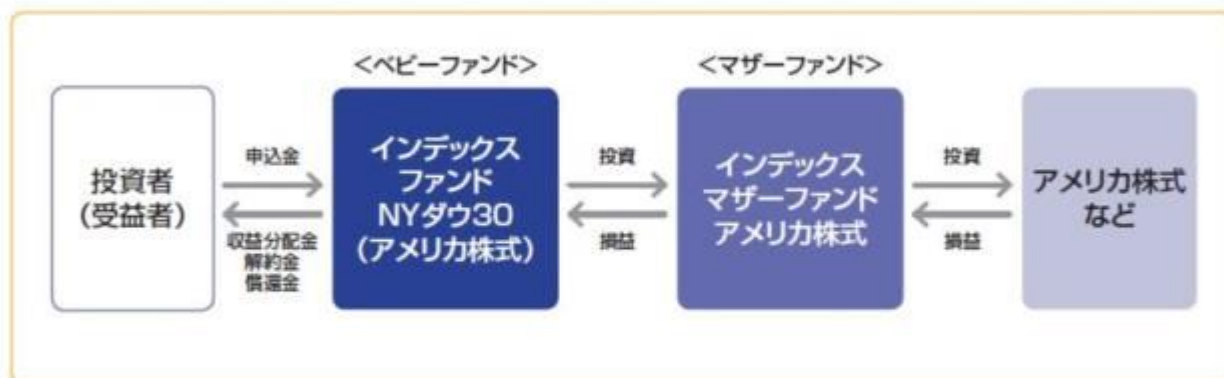 <ベビーファンド>
<マザーファンド>
投資者
(受益者)
申込金
収益分配金
解約金
償還金
インデックス
ファンド
NYダウ30
(アメリカ株式)
投資
損益
インデックス
マザーファンド
アメリカ株式
投資
損益
アメリカ株式
など